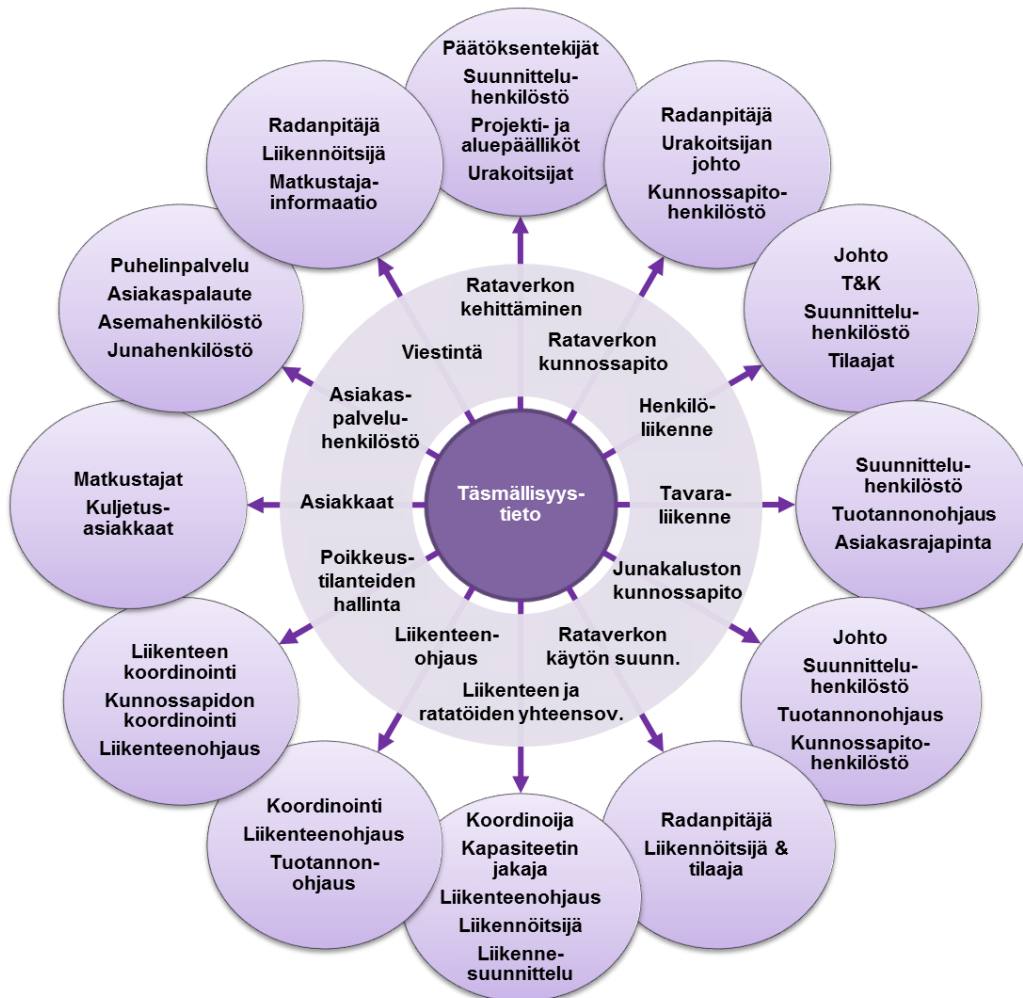 Päätöksentekijät
Suunnittelu-
henkilöstö
Projekti- ja
aluepäälliköt
Urakoitsijat
Radanpitäjä
Urakoitsijan
johto
Kunnossapito-
henkilöstö
Johto
T&K
Suunnittelu-
henkilöstö
Tilaajat
Suunnittelu-
henkilöstö
Tuotannonohjaus
Asiakasrajapinta
Johto
Suunnittelu-
henkilöstö
Tuotannonohjaus
Kunnossapito-
henkilöstö
Radanpitäjä
Liikennöitsijä &
tilaaja
Koordinoija
Kapasiteetin
jakaja
Liikenteenohjaus
Liikennöitsijä
Liikenne-
suunnittelu
Koordinointi
Liikenteenohjaus
Tuotannon-
ohjaus
Liikenteen
koordinointi
Kunnossapidon
koordinointi
Liikenteenohjaus
Matkustajat
Kuljetus-
asiakkaat
Puhelinpalvelu
Asiakaspalaute
Asemahenkilöstö
Junahenkilöstö
Radanpitäjä
Liikennöitsijä
Matkustaja-
informaatio
Rataverkon
kehittäminen
Rataverkon
kunnossapito
Henkilö-
liikenne
Tavara-
liikenne
Junakaluston
kunnossapito
Rataverkon
käytön suunn.
Liikenteen ja
ratatöiden yhteensov.
Liikenteen-
ohjaus
Poikkeus-
tilanteiden
hallinta
Asiakkaat
Asiakas-
palvelu-
henkilöstö
Viestintä
Täsmällisyys-
tieto